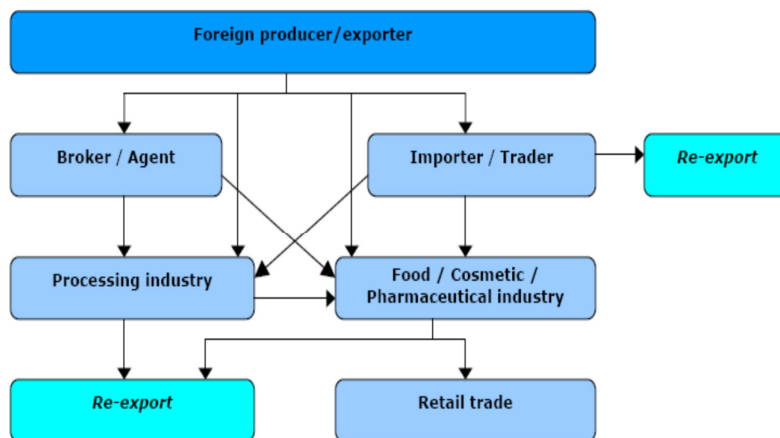 Foreign producer/exporter
Broker / Agent
Importer / Trader
Re-export
Processing industry
Food / Cosmetic /
Pharmaceutical industry
Re-export
Retail trade